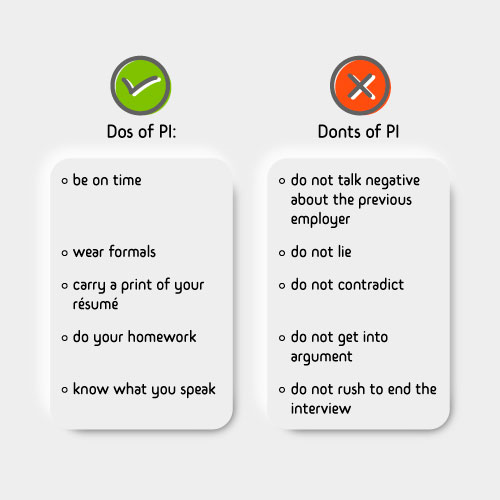 Dos of PI:
be on time
wear formals
carry a print of your
résumé
do your homework
know what you speak
Donts of PI
do not talk negative
about the previous
employer
do not lie
do not contradict
do not get into
argument
do not rush to end the
interview